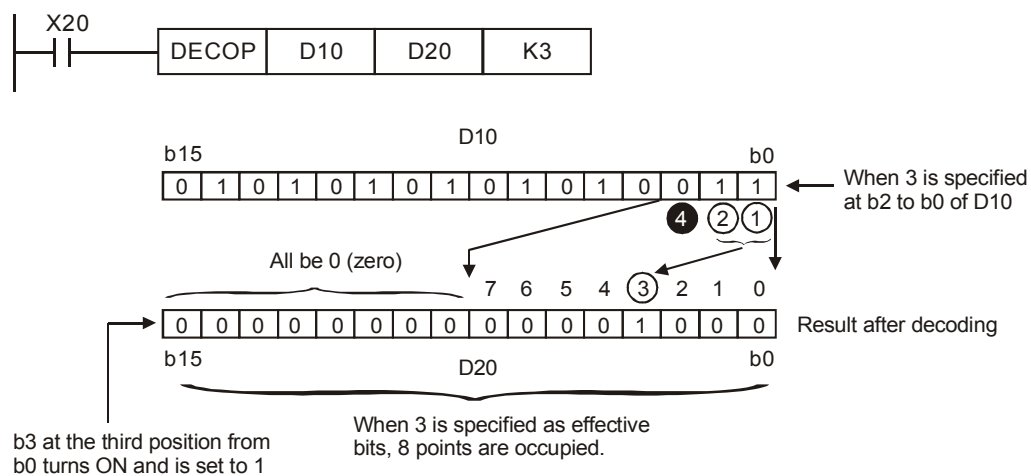 X20
DECOP D10 D20 K3
D10
b15 b0
0 1 0 1 0 1 0 1 0 1 0 1 0 0 1 1
When 3 is specified
at b2 to b0 of D10
4 2 1
All be 0 (zero)
7 6 5 4 3 2 1 0
0 0 0 0 0 0 0 0 0 0 0 0 1 0 0 0
Result after decoding
b15 b0
D20
When 3 is specified as effective
bits, 8 points are occupied.
b3 at the third position from
b0 turns ON and is set to 1